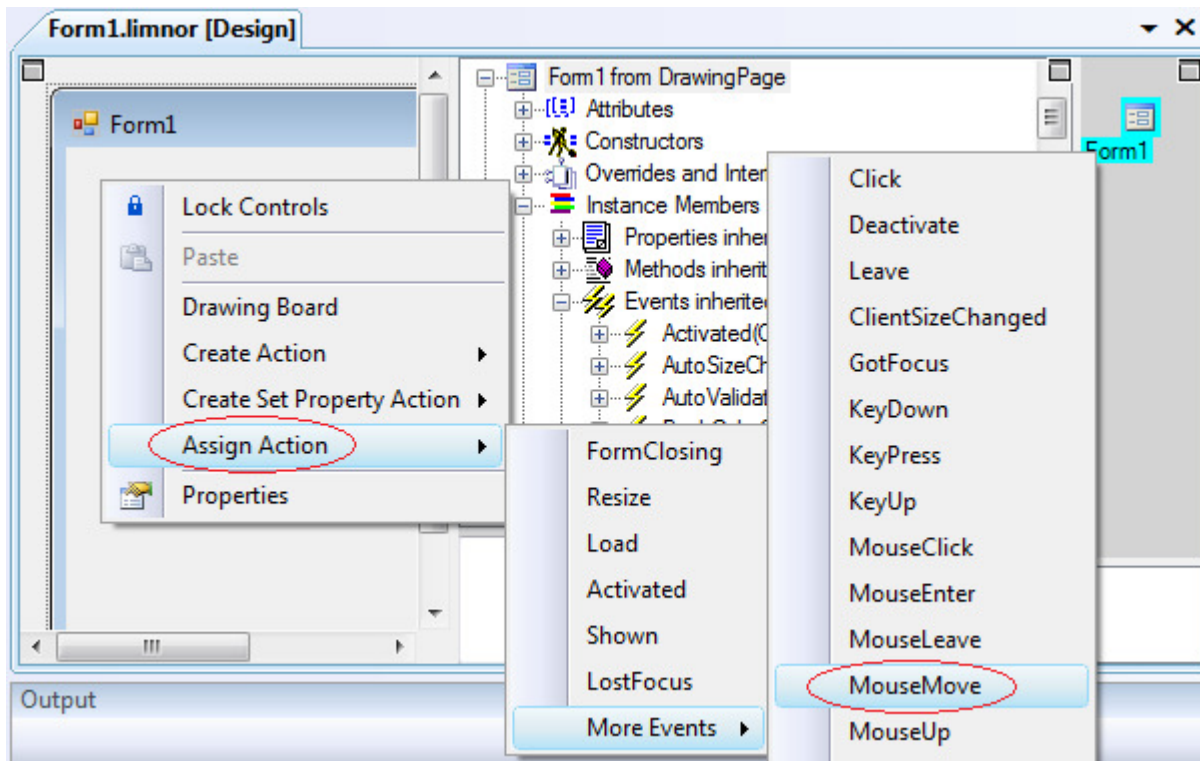 Form1.limnor [Design]
Form1
Lock Controls
Paste
Drawing Board
Create Action
Create Set Property Action
Assign Action
Properties
Form1 from DrawingPage
Attributes
Constructors
Overrides and Inter
Instance Members
Properties inher
Methods inherit
Events inherited
Activated(O
AutoSizeCh
AutoValidat
FormClosing
Resize
Load
Activated
Shown
LostFocus
More Events
Click
Deactivate
Leave
ClientSizeChanged
GotFocus
KeyDown
KeyPress
KeyUp
MouseClick
MouseEnter
MouseLeave
MouseMove
MouseUp
Form1
Output